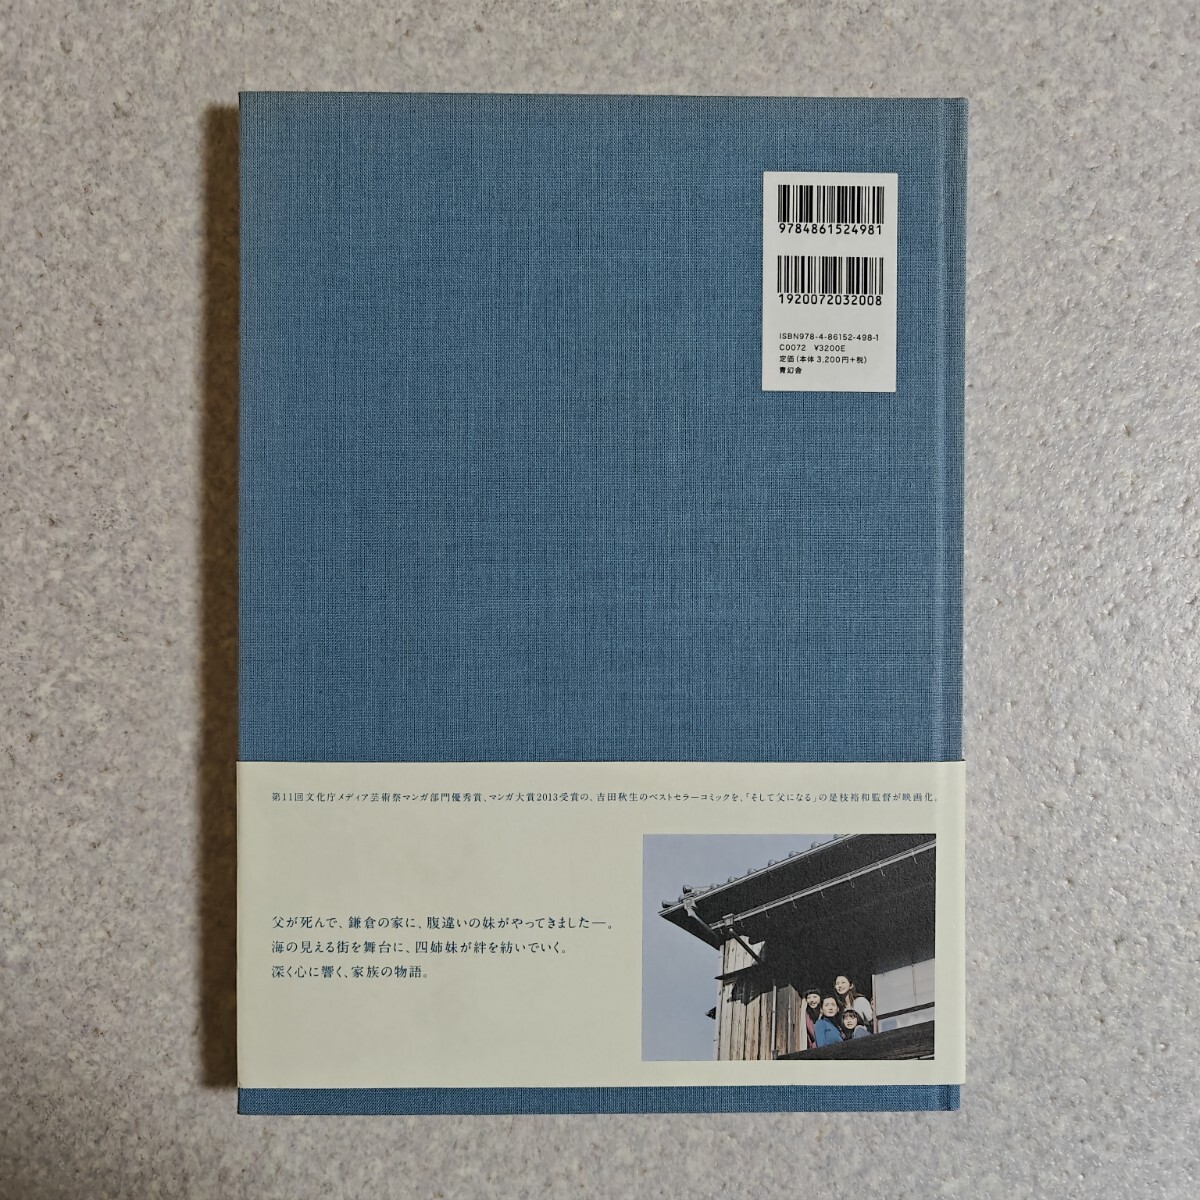 9784861524981
1920072032008
ISBN978-4-86152-498-1
C0072 ¥3200E
定価(本体3,200円+税)
青幻舎
第11回文化庁メディア芸術祭マンガ部門優秀賞、マンガ大賞2013受賞の、吉田秋生のベストセラーコミックを、「そして父になる」の是枝裕和監督が映画化。
父が死んで、鎌倉の家に、腹違いの妹がやってきました―。
海の見える街を舞台に、四姉妹が絆を紡いでいく。
深く心に響く、家族の物語。